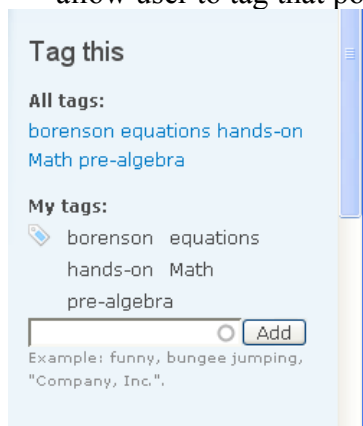 allow user to tag that po
Tag this
All tags:
borenson equations hands-on
Math pre-algebra
My tags:
borenson equations
hands-on Math
pre-algebra
Add
Example: funny, bungee jumping,
"Company, Inc.".